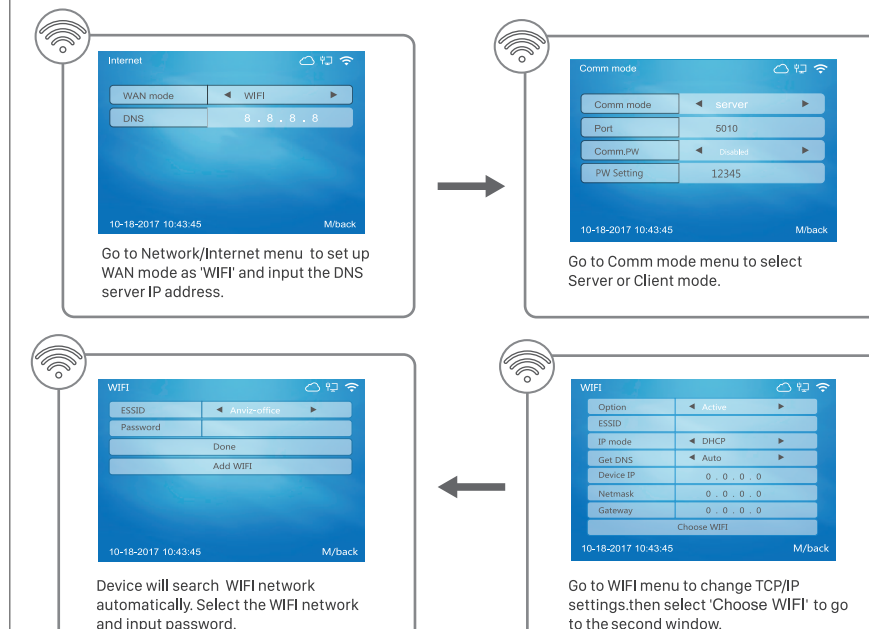 Internet
WAN mode ◄ WIFI ►
DNS 8 . 8 . 8 . 8
10-18-2017 10:43:45 M/back
Go to Network/Internet menu to set up
WAN mode as 'WIFI' and input the DNS
server IP address.
Comm mode
Comm mode ◄ server ►
Port 5010
Comm.PW ◄ Disabled ►
PW Setting 12345
10-18-2017 10:43:45 M/back
Go to Comm mode menu to select
Server or Client mode.
WIFI
Option ◄ Active ►
ESSID
IP mode ◄ DHCP ►
Get DNS ◄ Auto ►
Device IP 0 . 0 . 0 . 0
Netmask 0 . 0 . 0 . 0
Gateway 0 . 0 . 0 . 0
Choose WIFI
10-18-2017 10:43:45 M/back
Go to WIFI menu to change TCP/IP
settings.then select 'Choose WIFI' to go
to the second window.
WIFI
ESSID ◄ Anviz-office ►
Password
Done
Add WIFI
10-18-2017 10:43:45 M/back
Device will search WIFI network
automatically. Select the WIFI network
and input password.